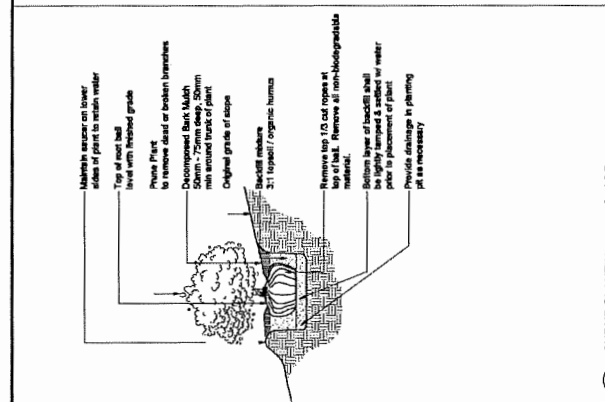 Maintain saucer on lower
sides of plant to retain water
Top of root ball
level with finished grade
Prune Plant
to remove dead or broken branches
Decomposed Bark Mulch
50mm - 75mm deep, 50mm
min around trunk of plant
Original grade of slope
Backfill mixture
3:1 topsoil / organic humus
Remove top 1/3 cut ropes at
top of ball. Remove all non-biodegradable
material.
Bottom layer of backfill shall
be lightly tamped & settled w/ water
prior to placement of plant
Provide drainage in planting
pit as necessary